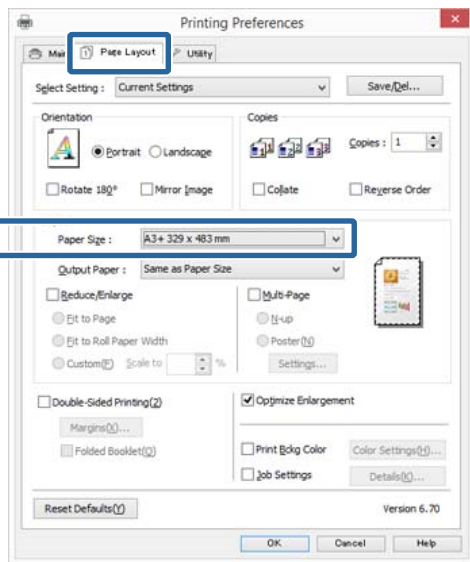 Printing Preferences
Main Page Layout Utility
Select Setting : Current Settings Save/Del...
Orientation Copies
Portrait Landscape Copies : 1
Rotate 180° Mirror Image Collate Reverse Order
Paper Size : A3+ 329 x 483 mm
Output Paper : Same as Paper Size
Reduce/Enlarge Multi-Page
Fit to Page N-up
Fit to Roll Paper Width Poster(N)
Custom(F) Scale to % Settings...
Double-Sided Printing(2) Optimize Enlargement
Margins(X)...
Folded Booklet(O) Print Bckg Color Color Settings(H)...
Job Settings Details(K)...
Reset Defaults(Y) Version 6.70
OK Cancel Help